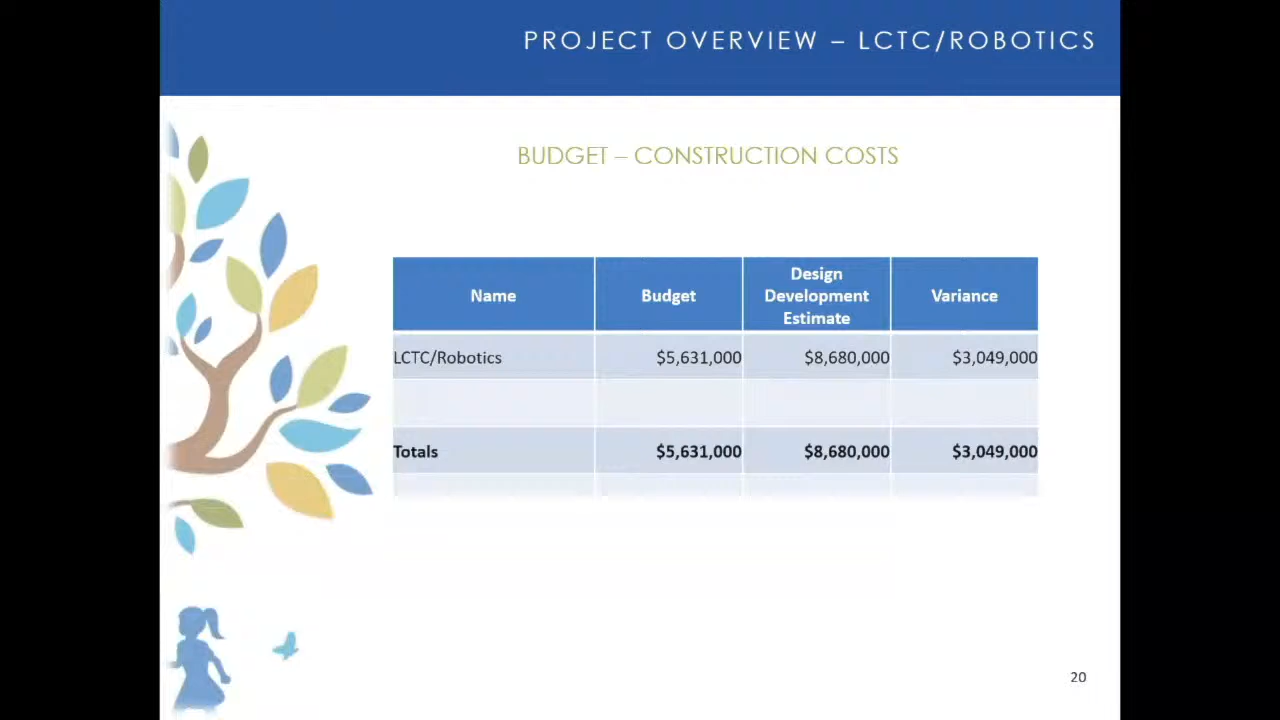 PROJECT OVERVIEW – LCTC/ROBOTICS
BUDGET – CONSTRUCTION COSTS
Name Budget Design Development Estimate Variance
LCTC/Robotics $5,631,000 $8,680,000 $3,049,000
Totals $5,631,000 $8,680,000 $3,049,000
20